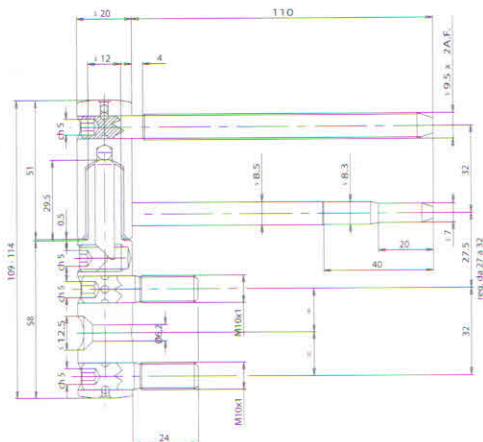 ▫20
110
▫12
4
▫9.5 x 2A.F.
ch 5
51
29.5
▫8.5
▫8.3
32
▫7
20
27.5
reg. da 27 a 32
40
0.5
109 -114
ch 5
ch 5
M10x1
58
▫12.5
Ø6.2
=
=
32
ch 5
M10x1
24